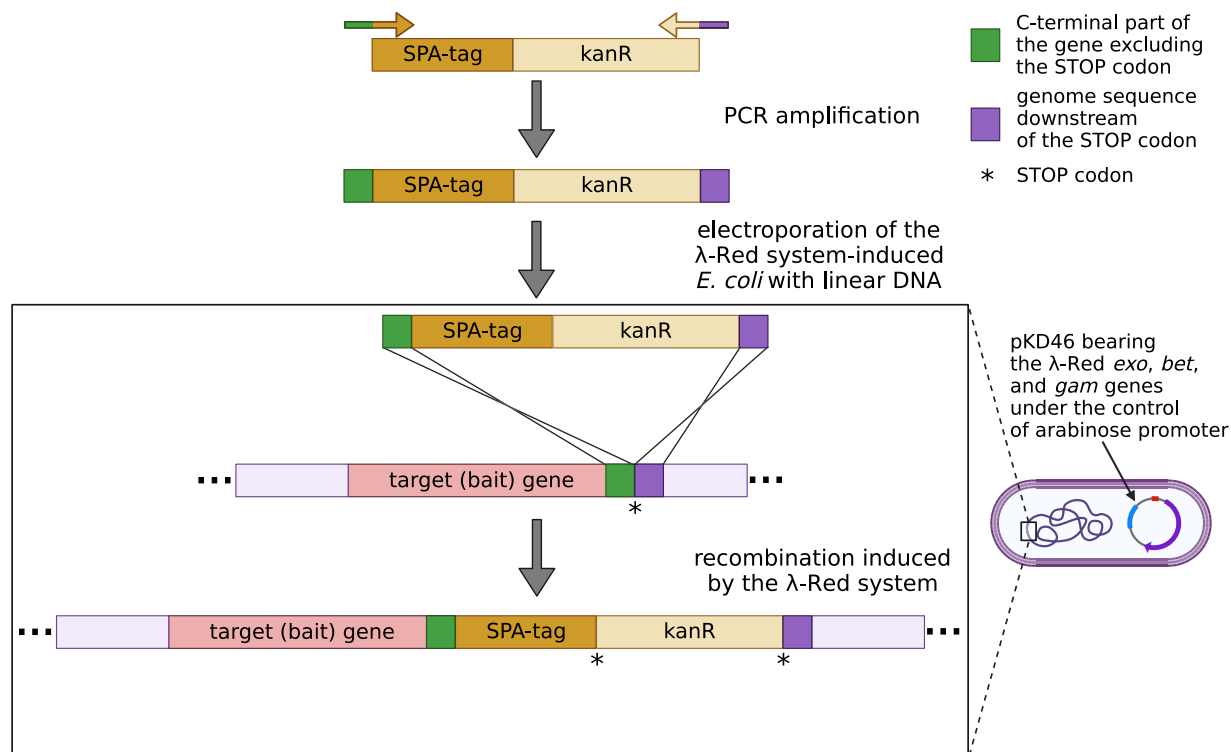 SPA-tag kanR
C-terminal part of
the gene excluding
the STOP codon
genome sequence
downstream
of the STOP codon
* STOP codon
PCR amplification
SPA-tag kanR
electroporation of the
λ-Red system-induced
E. coli with linear DNA
SPA-tag kanR
pKD46 bearing
the λ-Red exo, bet,
and gam genes
under the control
of arabinose promoter
... target (bait) gene ...
*
recombination induced
by the λ-Red system
... target (bait) gene SPA-tag kanR ...
* *